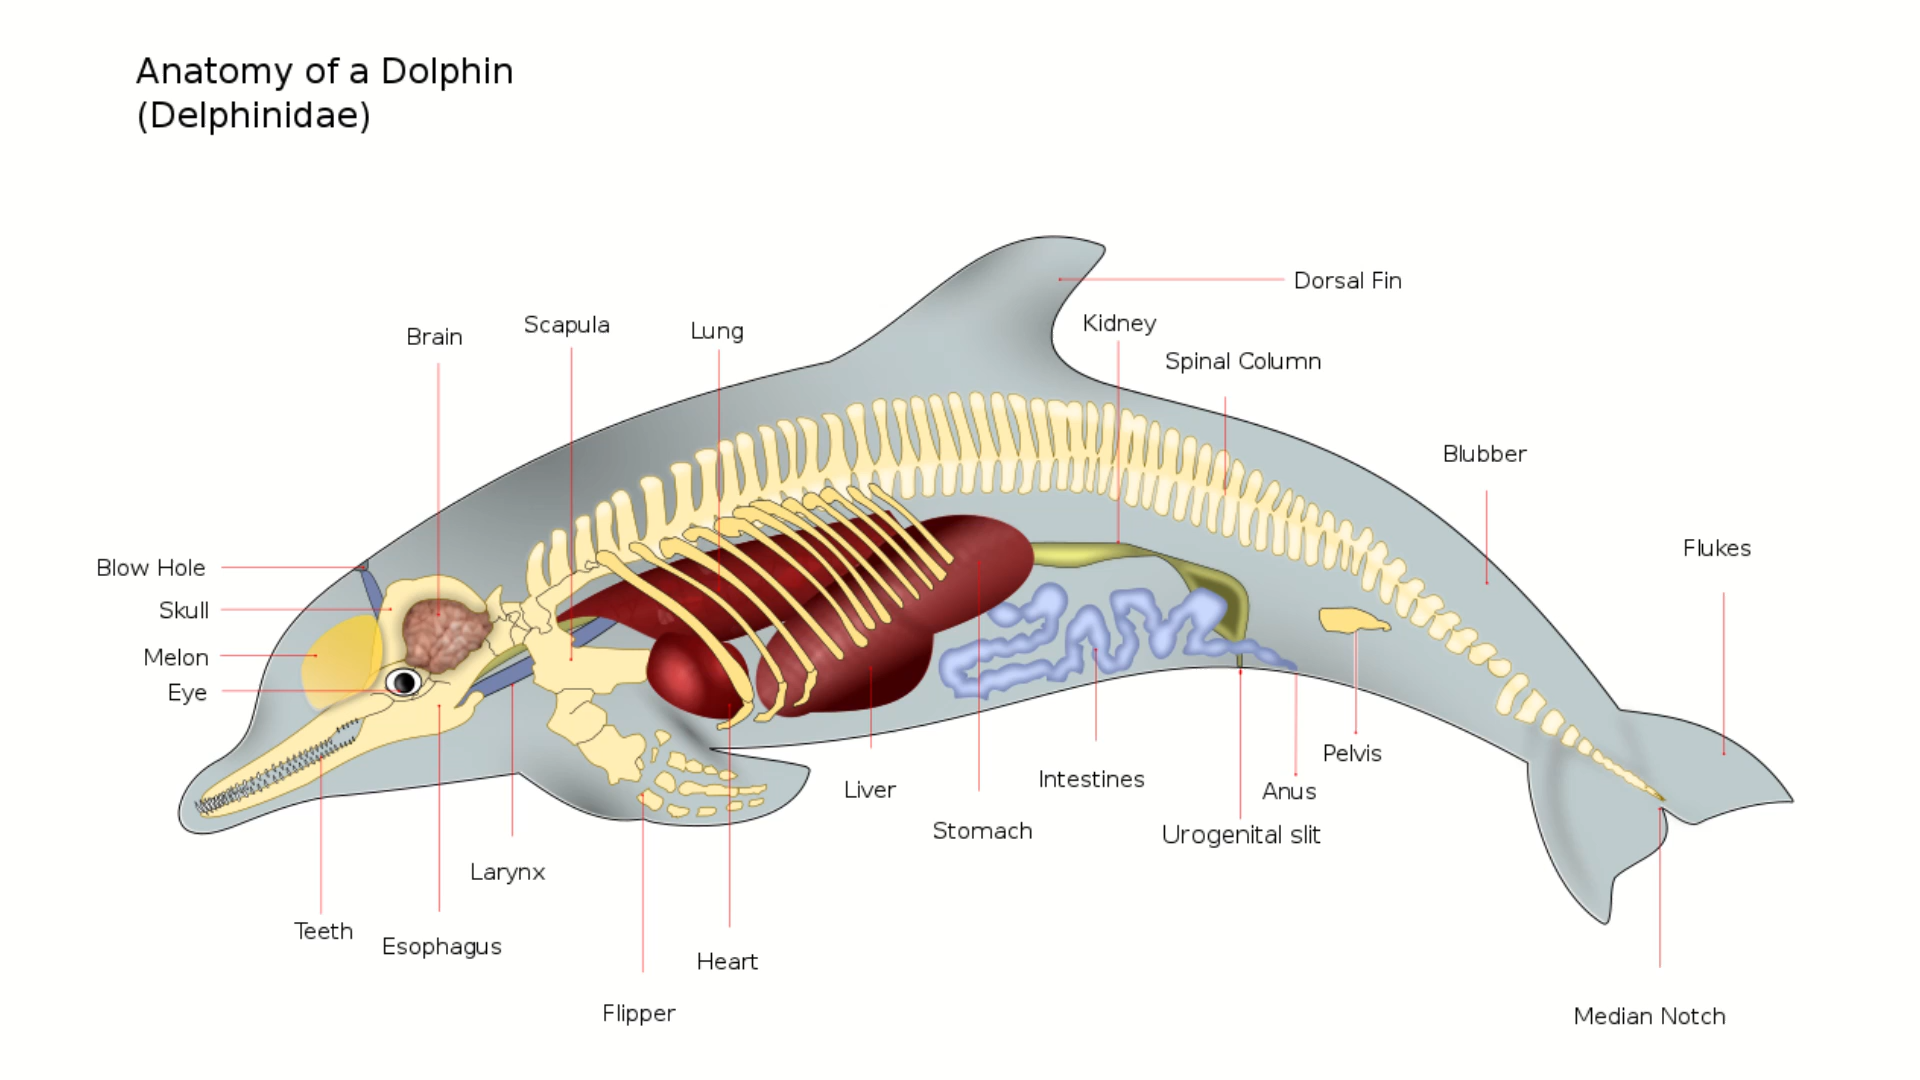 Anatomy of a Dolphin
(Delphinidae)
Dorsal Fin
Brain
Scapula
Lung
Kidney
Spinal Column
Blubber
Flukes
Blow Hole
Skull
Melon
Eye
Pelvis
Intestines
Anus
Liver
Stomach
Urogenital slit
Larynx
Teeth
Esophagus
Heart
Flipper
Median Notch